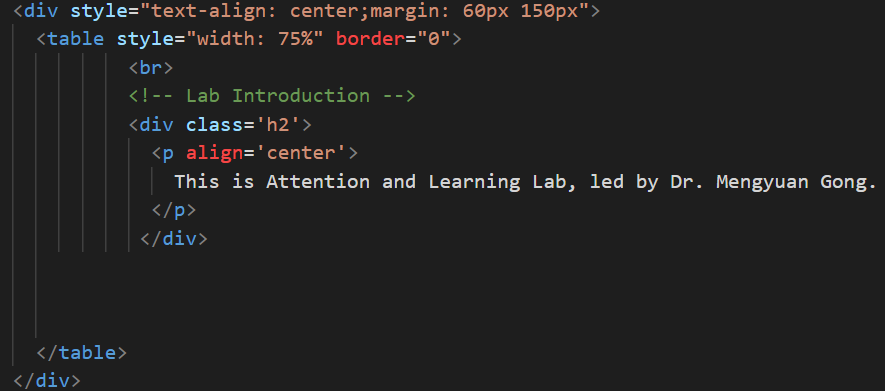 <div style="text-align: center;margin: 60px 150px">
<table style="width: 75%" border="0">
<br>
<!-- Lab Introduction -->
<div class='h2'>
<p align='center'>
This is Attention and Learning Lab, led by Dr. Mengyuan Gong.
</p>
</div>
</table>
</div>